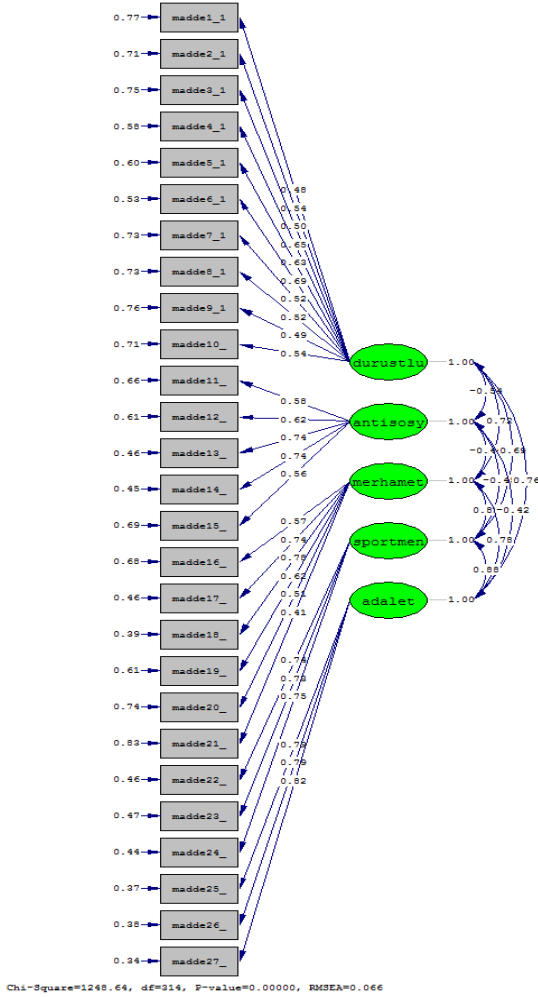 0.77 madde1_1
0.71 madde2_1
0.75 madde3_1
0.58 madde4_1
0.60 madde5_1
0.53 madde6_1
0.73 madde7_1
0.73 madde8_1
0.76 madde9_1
0.71 madde10_
0.66 madde11_
0.61 madde12_
0.46 madde13_
0.45 madde14_
0.69 madde15_
0.68 madde16_
0.46 madde17_
0.39 madde18_
0.61 madde19_
0.74 madde20_
0.83 madde21_
0.46 madde22_
0.47 madde23_
0.44 madde24_
0.37 madde25_
0.38 madde26_
0.34 madde27_
0.48
0.54
0.50
0.65
0.63
0.69
0.52
0.52
0.49
0.54
0.58
0.62
0.74
0.74
0.56
0.57
0.74
0.78
0.62
0.51
0.41
0.74
0.73
0.75
0.79
0.82
durustlu 1.00
antisosy 1.00
merhamet 1.00
sportmen 1.00
adalet 1.00
-0.54
0.72
0.69
0.76
-0.42
0.78
0.88
Chi-Square=1248.64, df=314, P-value=0.00000, RMSEA=0.066